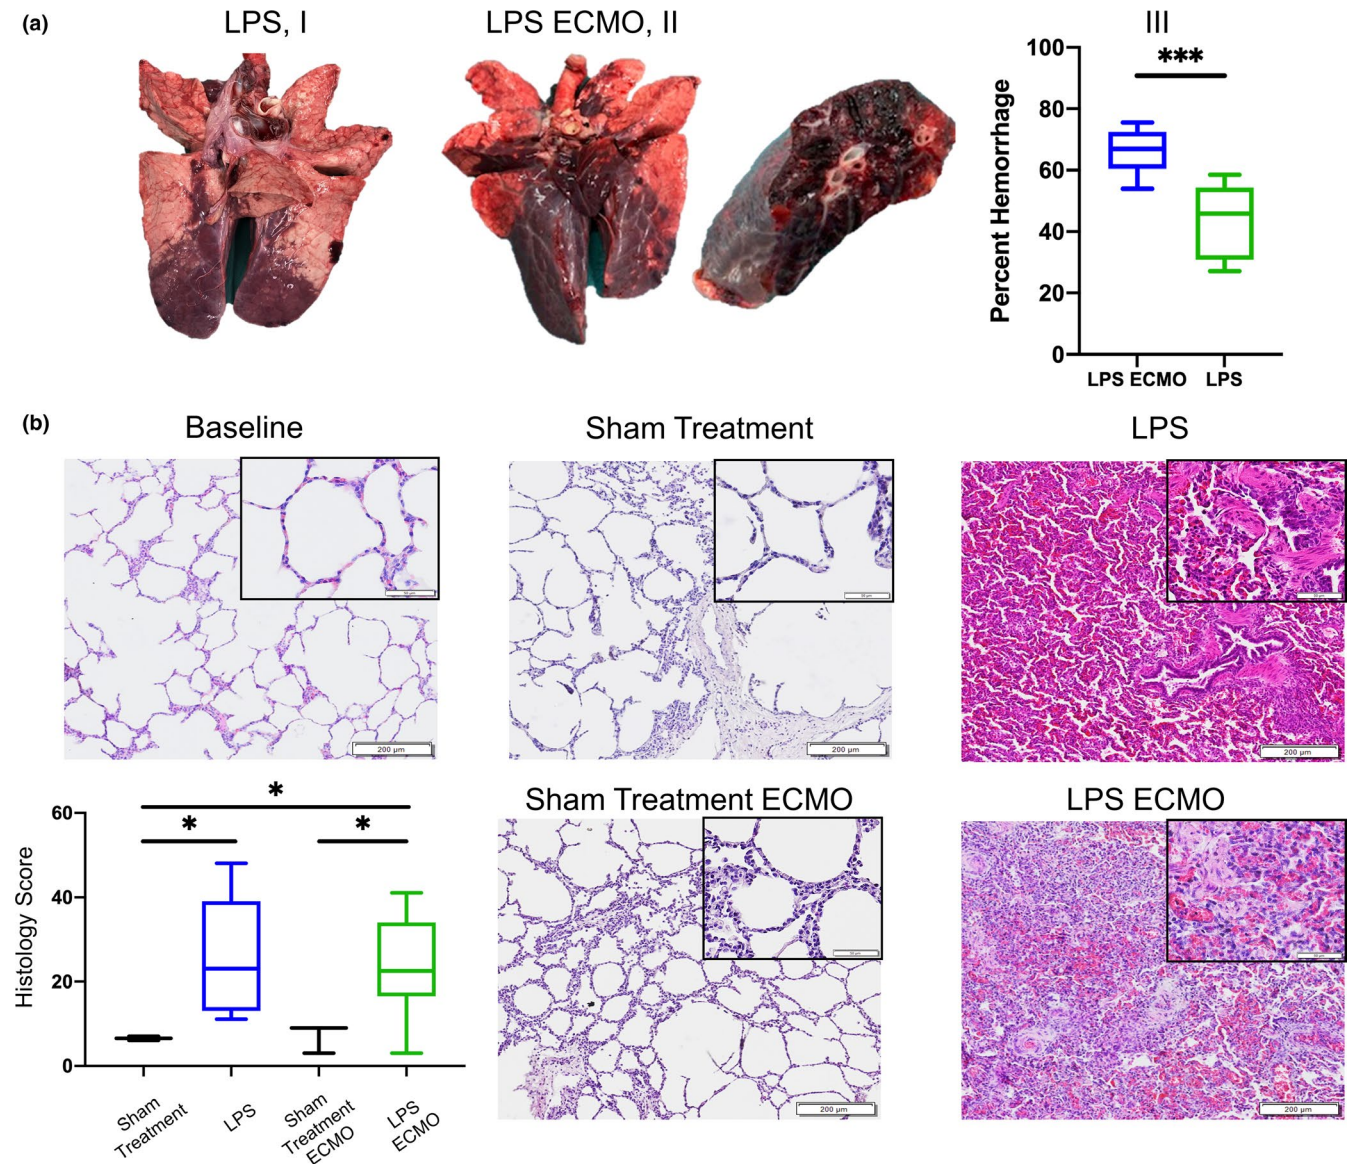 (a)
LPS, I
LPS ECMO, II
III
***
100
80
60
40
20
0
Percent Hemorrhage
LPS ECMO
LPS
(b)
Baseline
Sham Treatment
LPS
200 µm
200 µm
200 µm
Sham Treatment ECMO
LPS ECMO
200 µm
200 µm
*
*
*
60
40
20
0
Histology Score
Sham
Treatment
LPS
Sham
Treatment
ECMO
LPS
ECMO